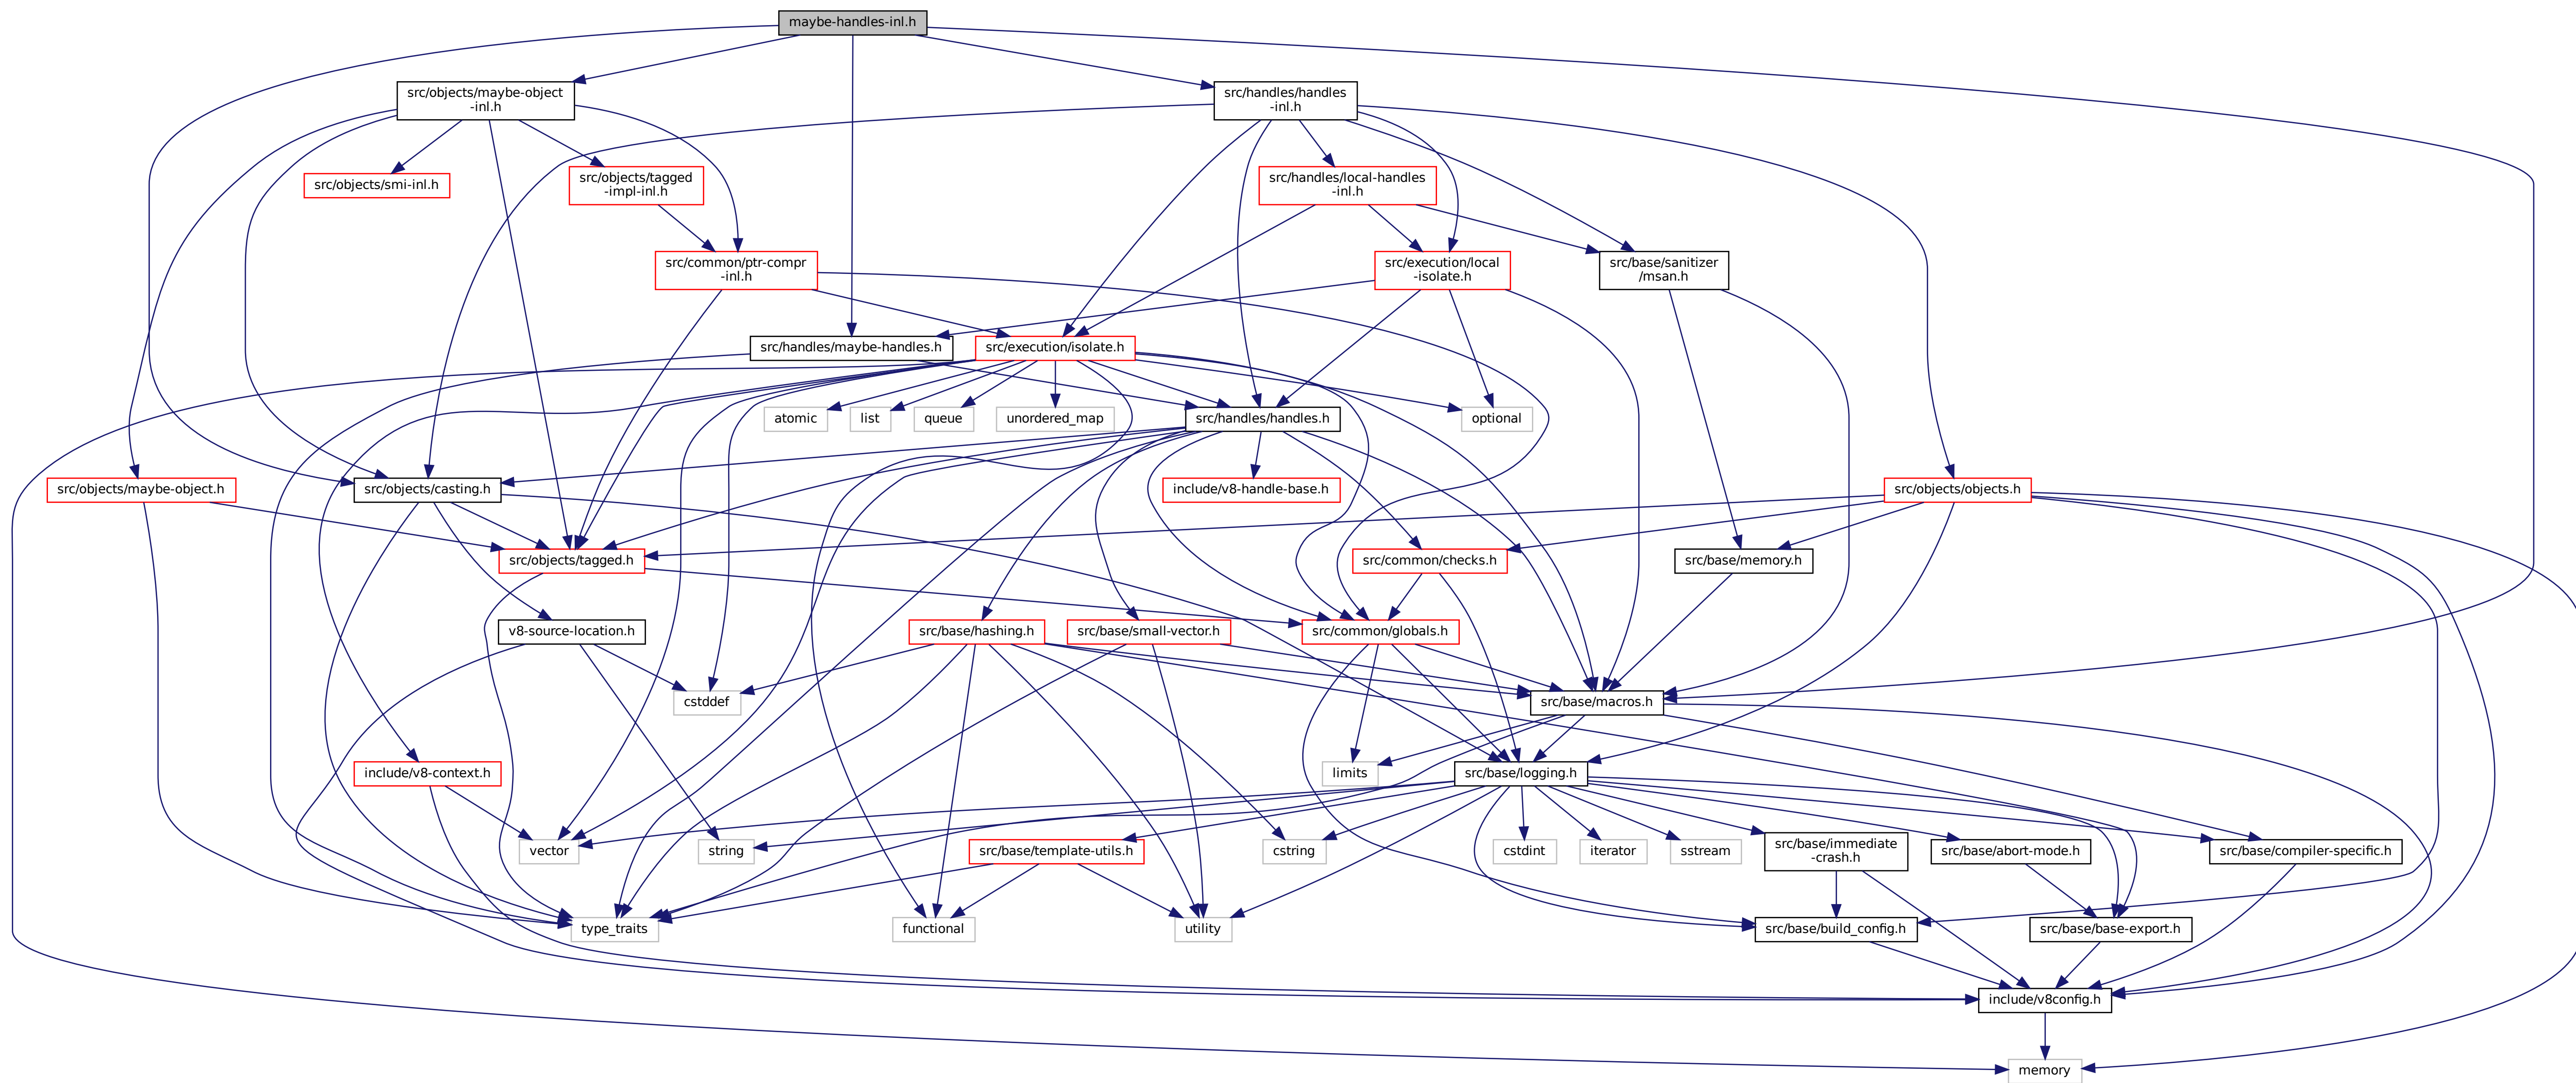 maybe-handles-inl.h
src/objects/maybe-object
-inl.h
src/handles/handles
-inl.h
src/objects/smi-inl.h
src/objects/tagged
-impl-inl.h
src/handles/local-handles
-inl.h
src/common/ptr-compr
-inl.h
src/execution/local
-isolate.h
src/base/sanitizer
/msan.h
src/handles/maybe-handles.h
src/execution/isolate.h
atomic
list
queue
unordered_map
src/handles/handles.h
optional
src/objects/maybe-object.h
src/objects/casting.h
include/v8-handle-base.h
src/objects/objects.h
src/objects/tagged.h
src/common/checks.h
src/base/memory.h
v8-source-location.h
src/base/hashing.h
src/base/small-vector.h
src/common/globals.h
cstddef
src/base/macros.h
include/v8-context.h
limits
src/base/logging.h
vector
string
src/base/template-utils.h
cstring
cstdint
iterator
sstream
src/base/immediate
-crash.h
src/base/abort-mode.h
src/base/compiler-specific.h
type_traits
functional
utility
src/base/build_config.h
src/base/base-export.h
include/v8config.h
memory